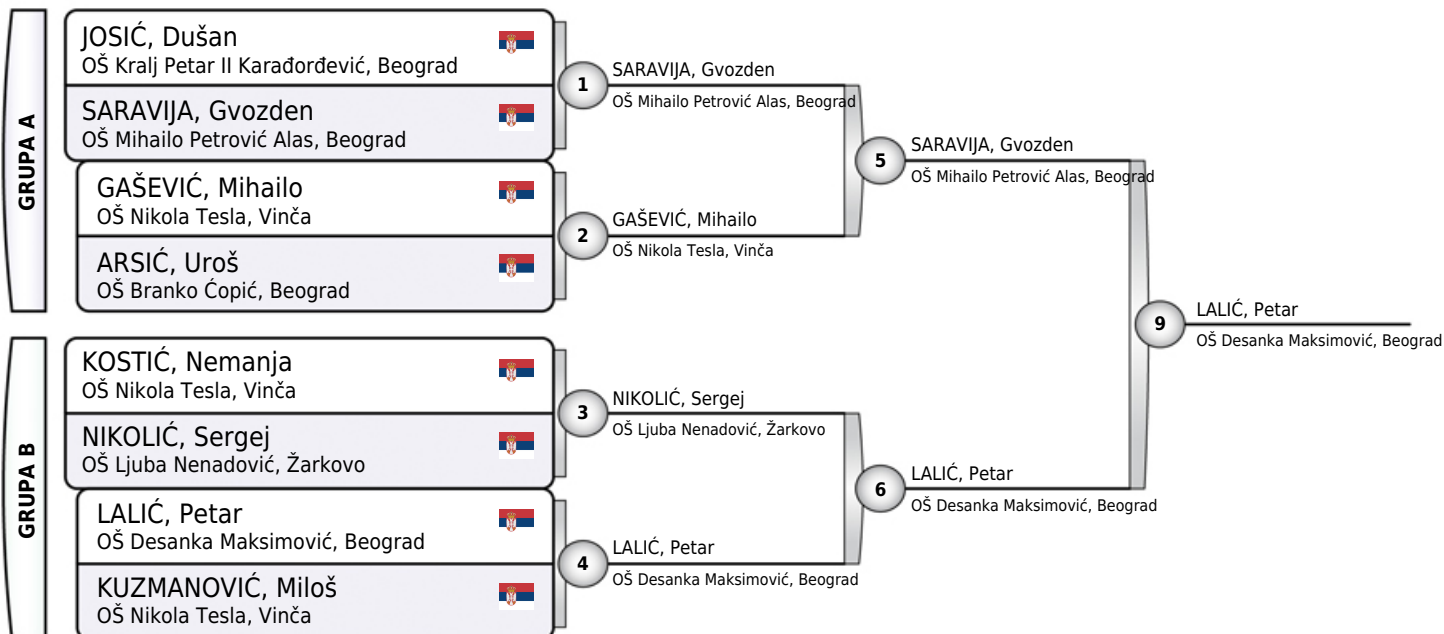 GRUPA A
JOSIĆ, Dušan
OŠ Kralj Petar II Karađorđević, Beograd
SARAVIJA, Gvozden
OŠ Mihailo Petrović Alas, Beograd
GAŠEVIĆ, Mihailo
OŠ Nikola Tesla, Vinča
ARSIĆ, Uroš
OŠ Branko Ćopić, Beograd
GRUPA B
KOSTIĆ, Nemanja
OŠ Nikola Tesla, Vinča
NIKOLIĆ, Sergej
OŠ Ljuba Nenadović, Žarkovo
LALIĆ, Petar
OŠ Desanka Maksimović, Beograd
KUZMANOVIĆ, Miloš
OŠ Nikola Tesla, Vinča
1
SARAVIJA, Gvozden
OŠ Mihailo Petrović Alas, Beograd
2
GAŠEVIĆ, Mihailo
OŠ Nikola Tesla, Vinča
3
NIKOLIĆ, Sergej
OŠ Ljuba Nenadović, Žarkovo
4
LALIĆ, Petar
OŠ Desanka Maksimović, Beograd
5
SARAVIJA, Gvozden
OŠ Mihailo Petrović Alas, Beograd
6
LALIĆ, Petar
OŠ Desanka Maksimović, Beograd
9
LALIĆ, Petar
OŠ Desanka Maksimović, Beograd